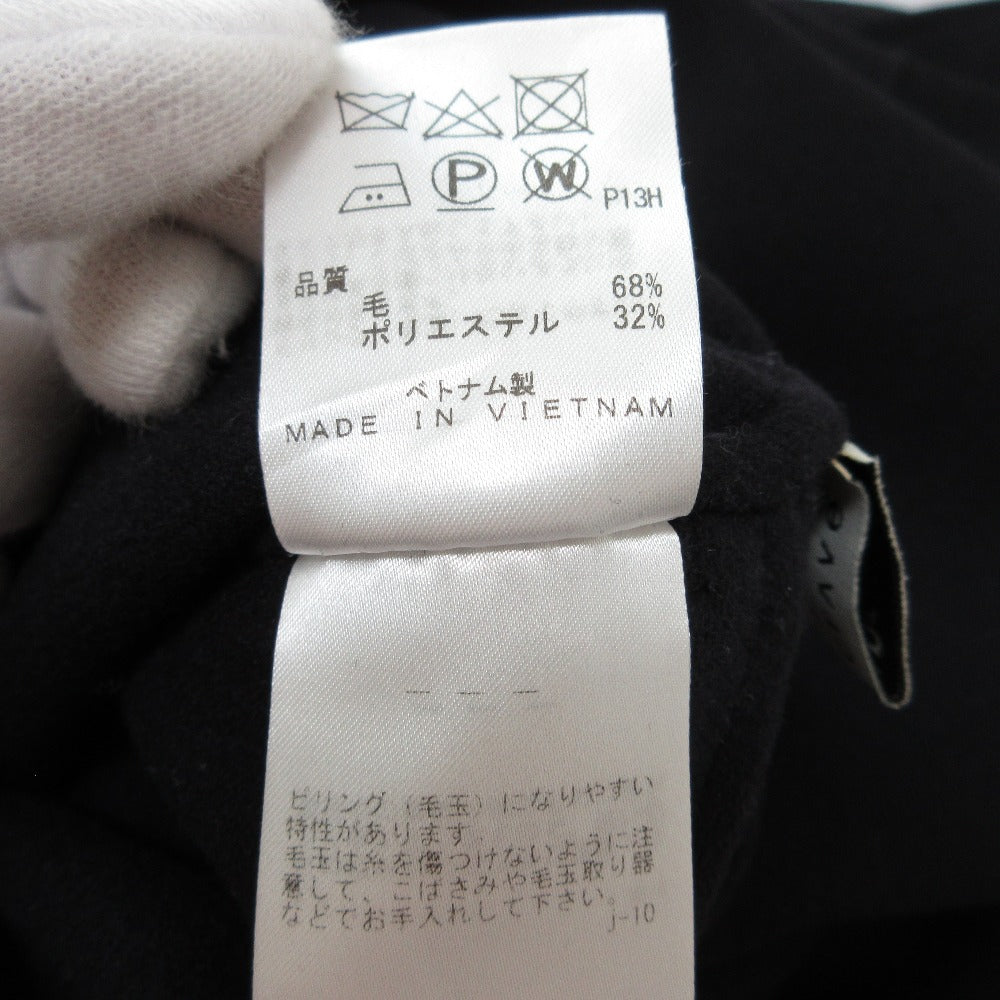 P W P13H
品質
毛 68%
ポリエステル 32%
ベトナム製
MADE IN VIETNAM
ピリング（毛玉）になりやすい
特性があります。
毛玉は糸を傷つけないように注
意して、こばさみや毛玉取り器
などでお手入れして下さい。
j-10